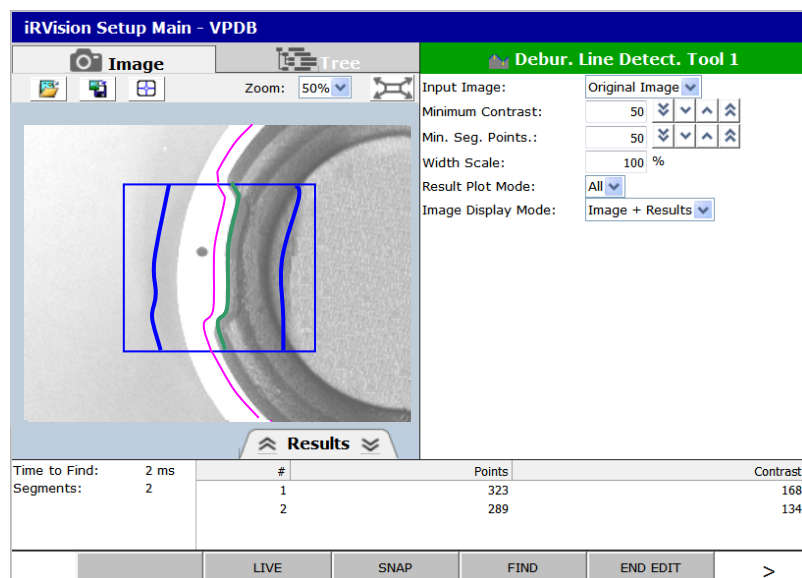 iRVision Setup Main - VPDB
Image
Tree
Debur. Line Detect. Tool 1
Zoom: 50%
Input Image: Original Image
Minimum Contrast: 50
Min. Seg. Points.: 50
Width Scale: 100 %
Result Plot Mode: All
Image Display Mode: Image + Results
Results
Time to Find: 2 ms
Segments: 2
# Points Contrast
1 323 168
2 289 134
LIVE SNAP FIND END EDIT >